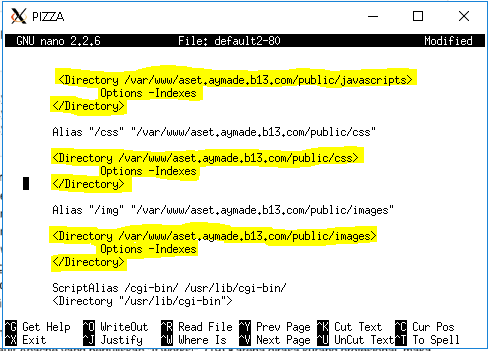 PIZZA
GNU nano 2.2.6 File: default2-80 Modified
<Directory /var/www/aset.aymade.b13.com/public/javascripts>
Options -Indexes
</Directory>
Alias "/css" "/var/www/aset.aymade.b13.com/public/css"
<Directory /var/www/aset.aymade.b13.com/public/css>
Options -Indexes
</Directory>
Alias "/img" "/var/www/aset.aymade.b13.com/public/images"
<Directory /var/www/aset.aymade.b13.com/public/images>
Options -Indexes
</Directory>
ScriptAlias /cgi-bin/ /usr/lib/cgi-bin/
<Directory "/usr/lib/cgi-bin">
^G Get Help ^O WriteOut ^R Read File ^Y Prev Page ^K Cut Text ^C Cur Pos
^X Exit ^J Justify ^W Where Is ^V Next Page ^U UnCut Text ^T To Spell